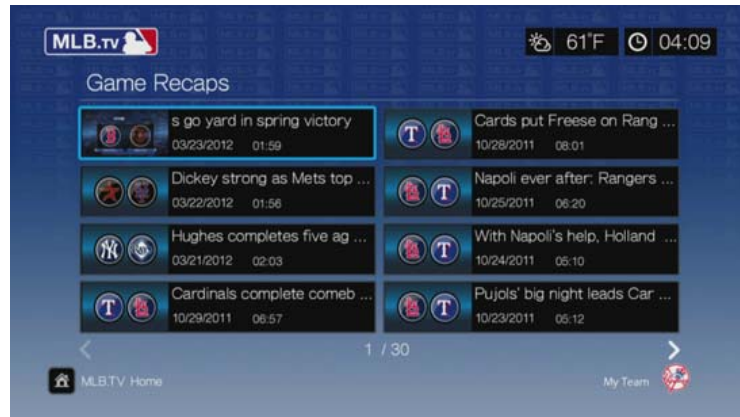 MLB.TV
61°F
04:09
Game Recaps
s go yard in spring victory
03/23/2012 01:59
Dickey strong as Mets top ...
03/22/2012 01:56
Hughes completes five ag ...
03/21/2012 02:03
Cardinals complete comeb ...
10/29/2011 06:57
Cards put Freese on Rang ...
10/28/2011 08:01
Napoli ever after: Rangers ...
10/25/2011 06:20
With Napoli's help, Holland ...
10/24/2011 05:10
Pujols' big night leads Car ...
10/23/2011 05:12
1 / 30
MLB.TV Home
My Team